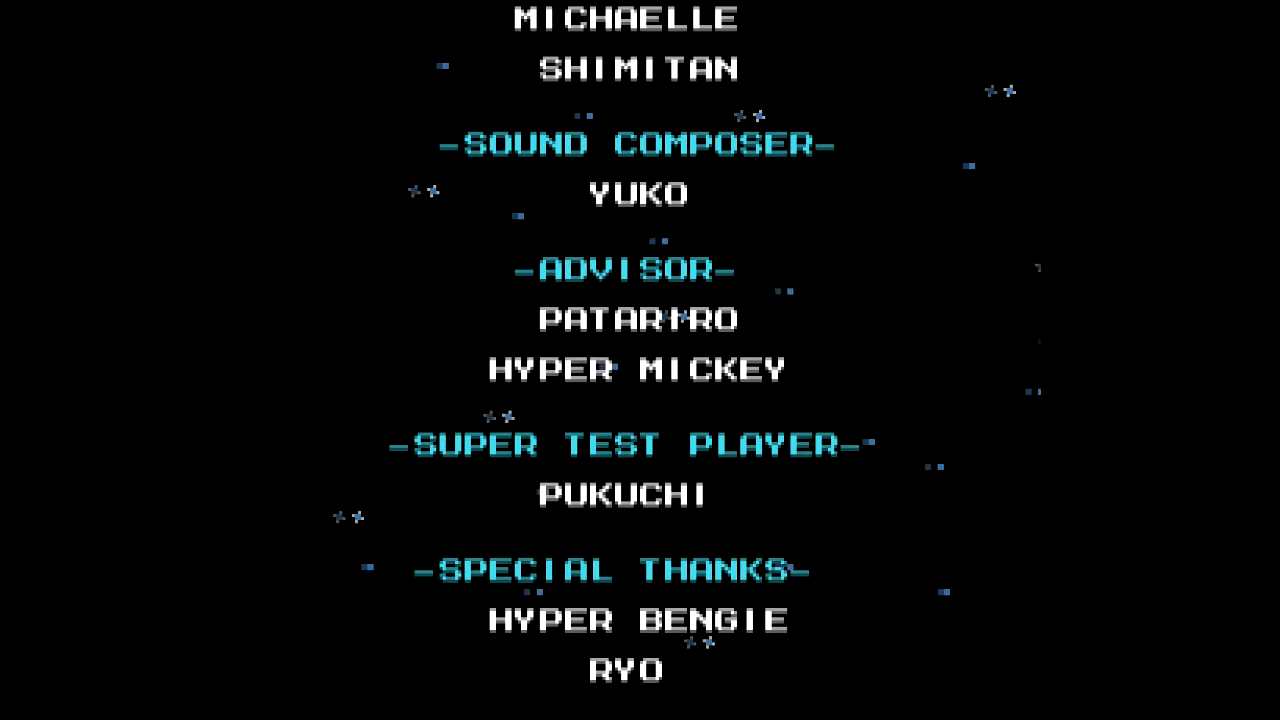 MICHAELLE
SHIMITAN
-SOUND COMPOSER-
YUKO
-ADVISOR-
PATARIRO
HYPER MICKEY
-SUPER TEST PLAYER-
PUKUCHI
-SPECIAL THANKS-
HYPER BENGIE
RYO